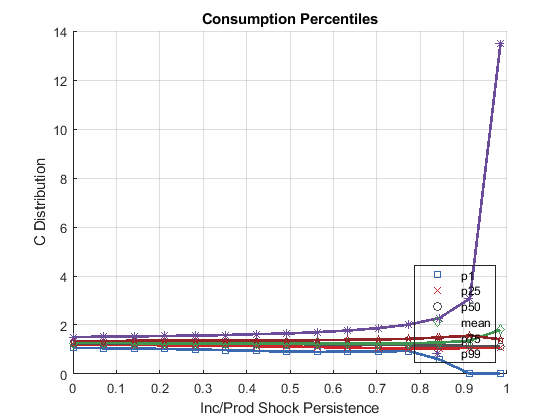 Consumption Percentiles
14
12
10
8
6
4
2
0
C Distribution
p1
p25
p50
mean
p75
p99
0 0.1 0.2 0.3 0.4 0.5 0.6 0.7 0.8 0.9 1
Inc/Prod Shock Persistence